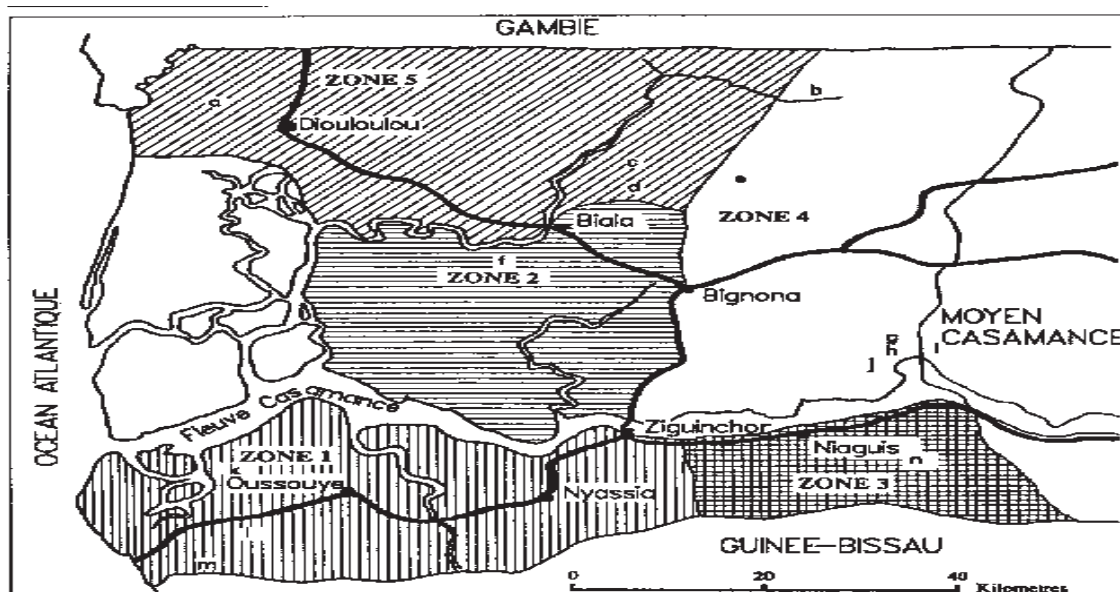 GAMBIE
ZONE 5
a
b
Diouloulou
c
d
ZONE 4
Biala
f
ZONE 2
Bignona
OCEAN ATLANTIQUE
MOYEN
CASAMANCE
g
h
i
j
Fleuve Casamance
Ziguinchor
ZONE 1
k
Oussouye
Niaguis
n
ZONE 3
Nyassia
l
m
GUINEE-BISSAU
0 20 40 Kilometres